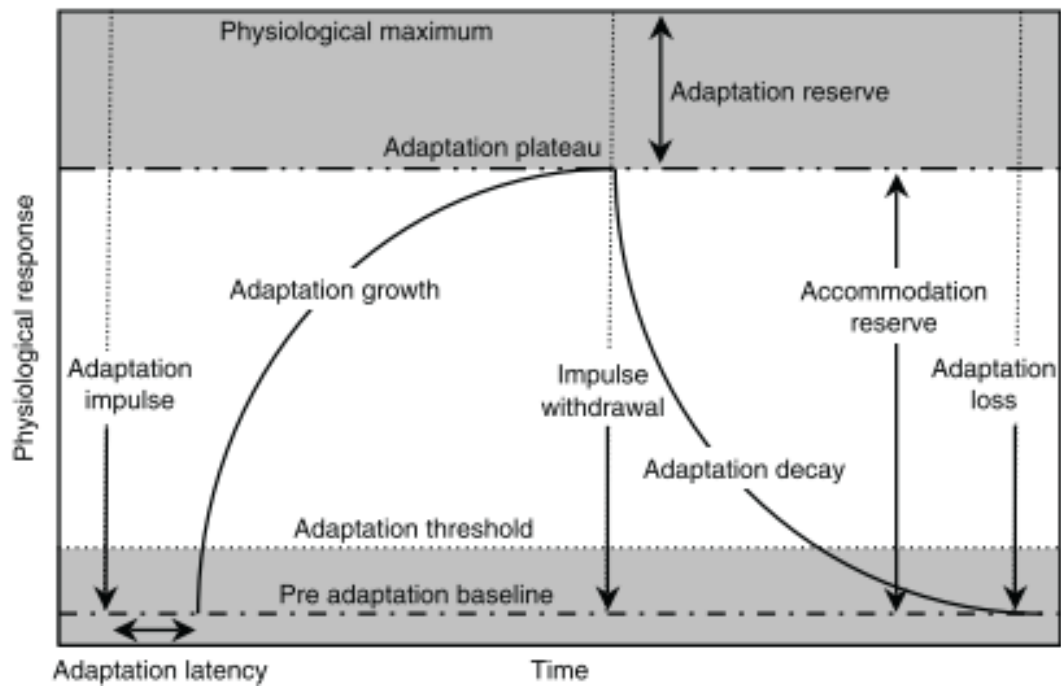 Physiological maximum
Adaptation reserve
Adaptation plateau
Physiological response
Adaptation growth
Accommodation
reserve
Adaptation
impulse
Impulse
withdrawal
Adaptation
loss
Adaptation decay
Adaptation threshold
Pre adaptation baseline
Adaptation latency
Time